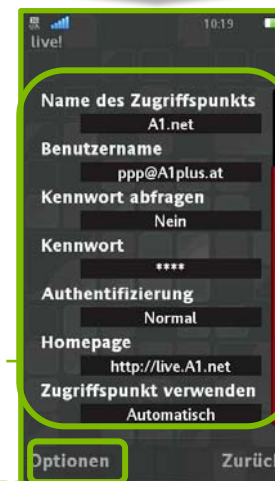 10:19
live!
Name des Zugriffspunkts
A1.net
Benutzername
ppp@A1plus.at
Kennwort abfragen
Nein
Kennwort
****
Authentifizierung
Normal
Homepage
http://live.A1.net
Zugriffspunkt verwenden
Automatisch
Optionen Zurück